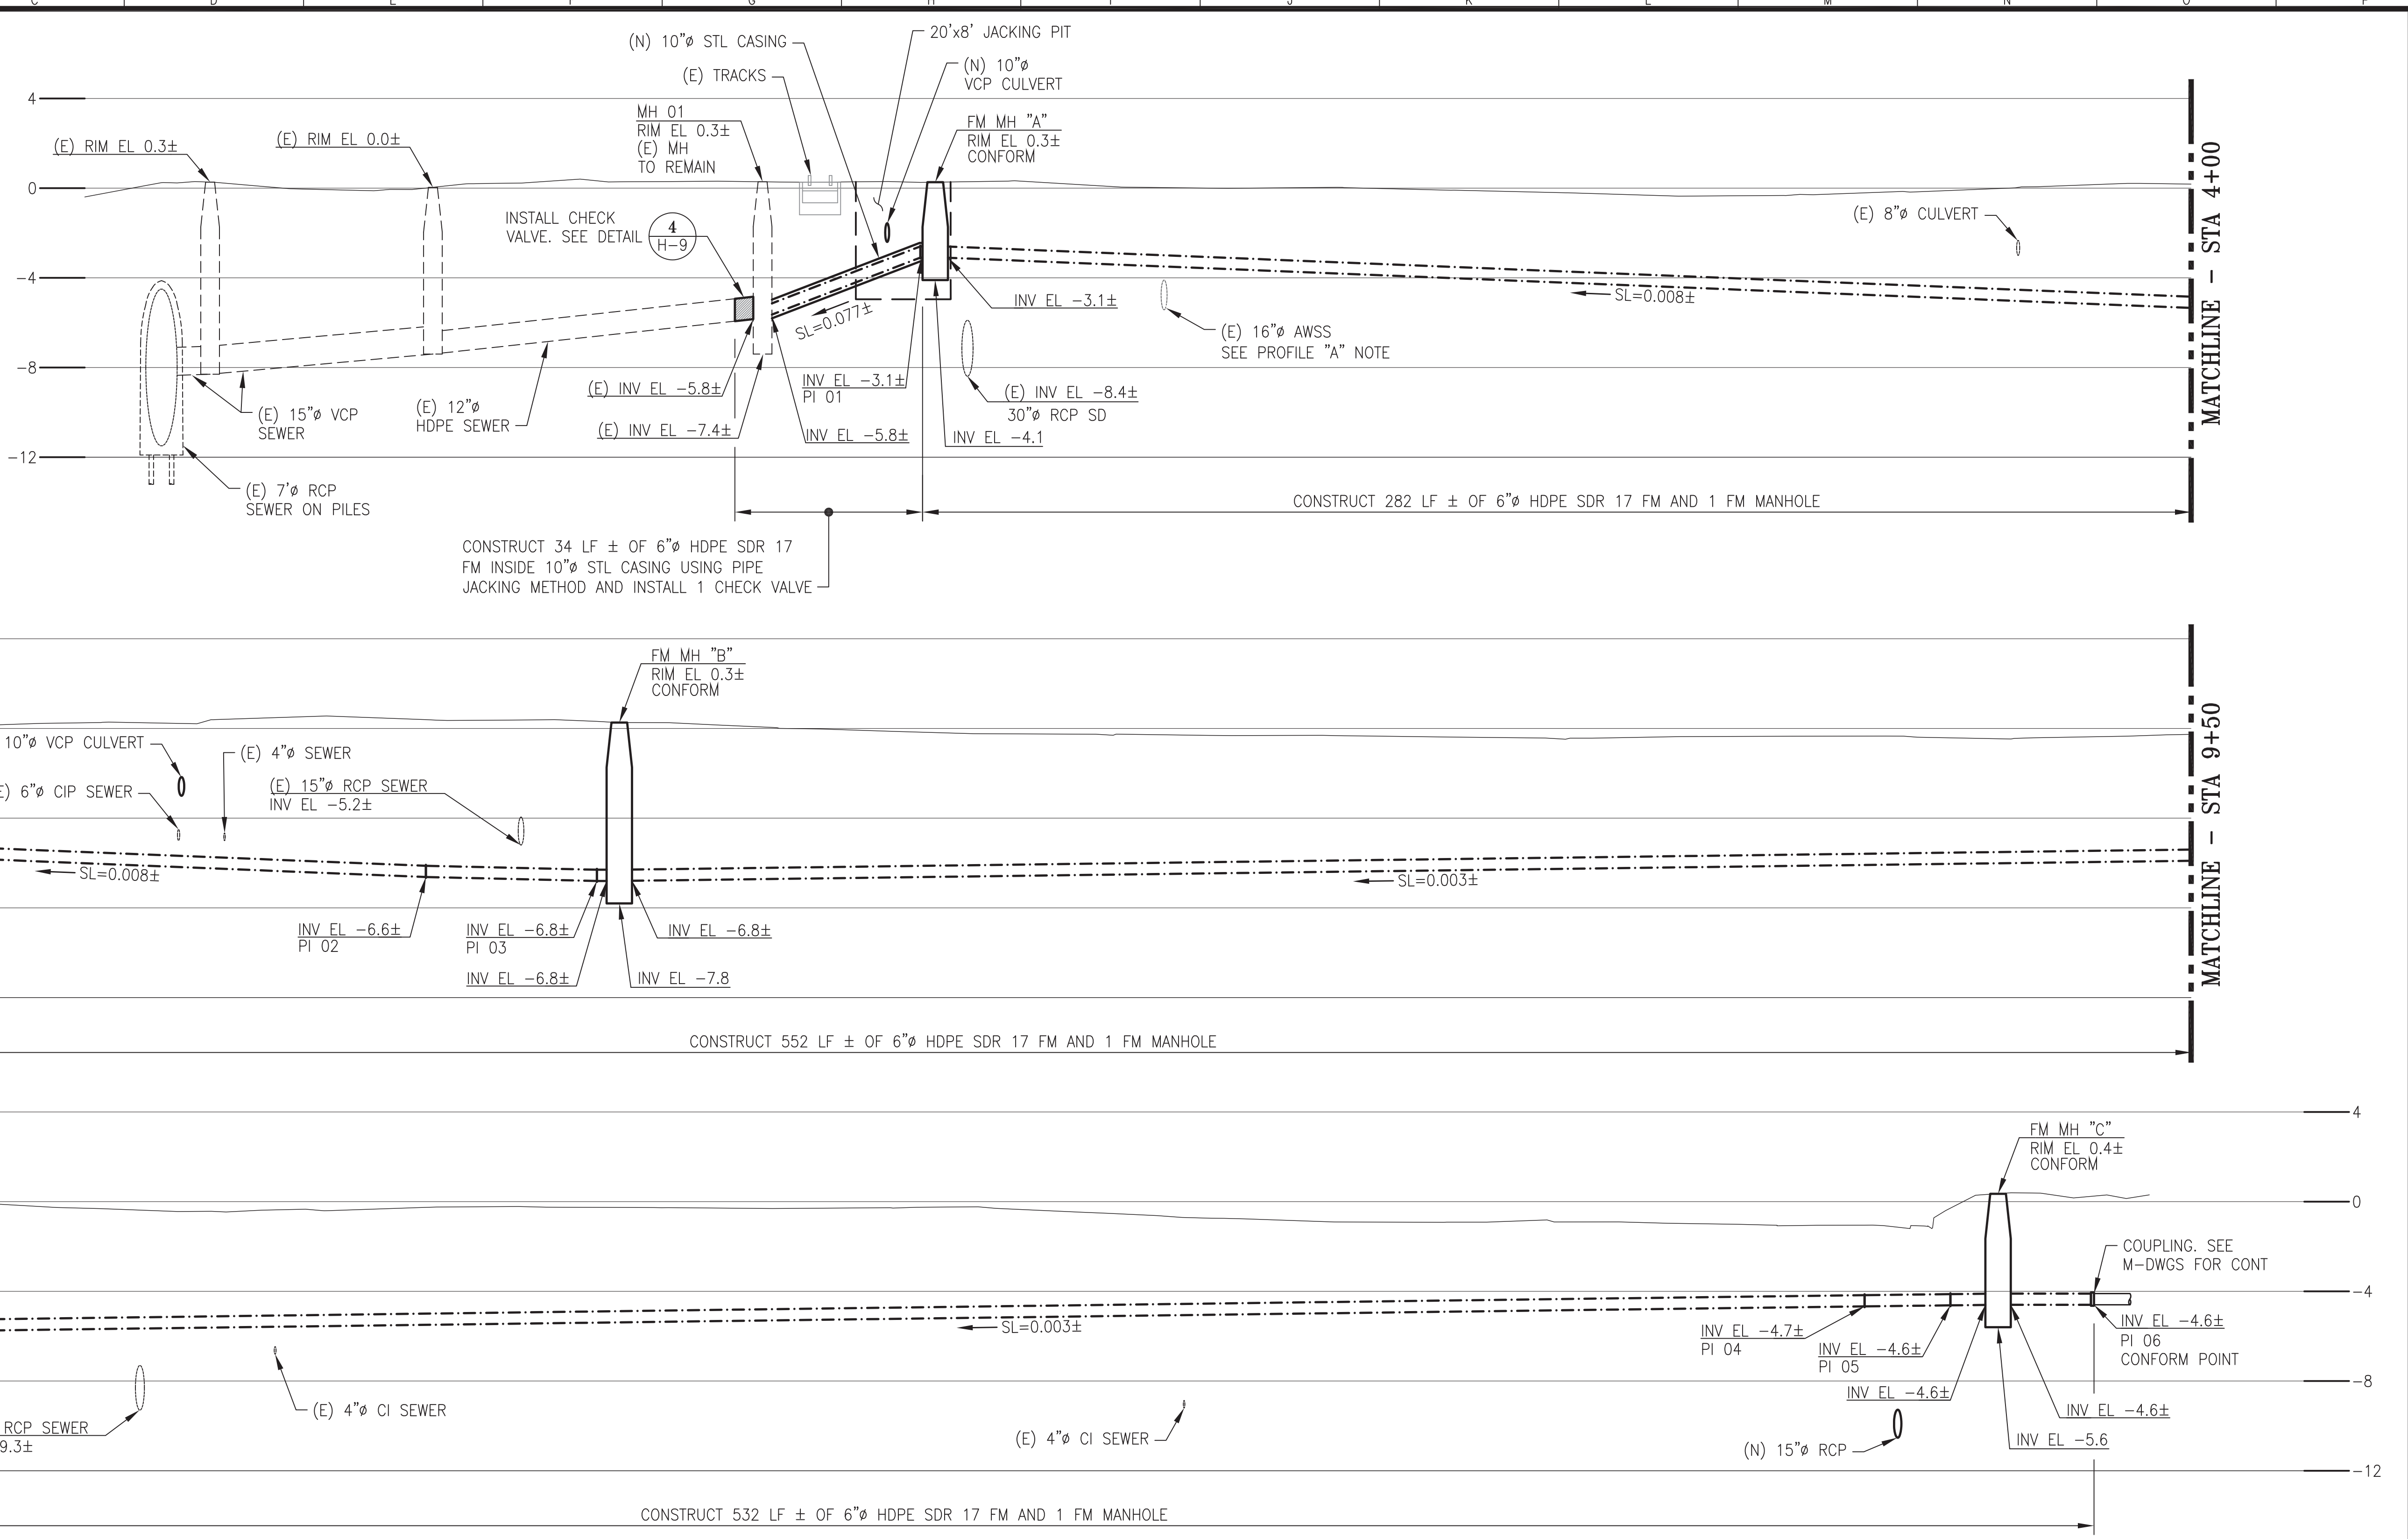 C D E F G H I J K L M N O P
(N) 10"ø STL CASING
20'x8' JACKING PIT
(E) TRACKS
(N) 10"ø
VCP CULVERT
4
MH 01
RIM EL 0.3±
(E) MH
TO REMAIN
FM MH "A"
RIM EL 0.3±
CONFORM
(E) RIM EL 0.3±
(E) RIM EL 0.0±
0
INSTALL CHECK
VALVE. SEE DETAIL
4
H-9
(E) 8"ø CULVERT
-4
INV EL -3.1±
SL=0.008±
SL=0.077±
(E) 16"ø AWSS
SEE PROFILE "A" NOTE
-8
(E) INV EL -5.8±
INV EL -3.1±
PI 01
(E) INV EL -8.4±
30"ø RCP SD
(E) 15"ø VCP
SEWER
(E) 12"ø
HDPE SEWER
(E) INV EL -7.4±
INV EL -5.8±
INV EL -4.1
-12
(E) 7'ø RCP
SEWER ON PILES
CONSTRUCT 282 LF ± OF 6"ø HDPE SDR 17 FM AND 1 FM MANHOLE
MATCHLINE - STA 4+00
CONSTRUCT 34 LF ± OF 6"ø HDPE SDR 17
FM INSIDE 10"ø STL CASING USING PIPE
JACKING METHOD AND INSTALL 1 CHECK VALVE
FM MH "B"
RIM EL 0.3±
CONFORM
10"ø VCP CULVERT
(E) 4"ø SEWER
E) 6"ø CIP SEWER
(E) 15"ø RCP SEWER
INV EL -5.2±
SL=0.008±
SL=0.003±
INV EL -6.6±
PI 02
INV EL -6.8±
PI 03
INV EL -6.8±
INV EL -6.8±
INV EL -7.8
CONSTRUCT 552 LF ± OF 6"ø HDPE SDR 17 FM AND 1 FM MANHOLE
MATCHLINE - STA 9+50
4
FM MH "C"
RIM EL 0.4±
CONFORM
0
COUPLING. SEE
M-DWGS FOR CONT
-4
SL=0.003±
INV EL -4.7±
PI 04
INV EL -4.6±
PI 05
INV EL -4.6±
PI 06
CONFORM POINT
-8
INV EL -4.6±
INV EL -4.6±
(E) 4"ø CI SEWER
RCP SEWER
9.3±
(E) 4"ø CI SEWER
(N) 15"ø RCP
INV EL -5.6
-12
CONSTRUCT 532 LF ± OF 6"ø HDPE SDR 17 FM AND 1 FM MANHOLE